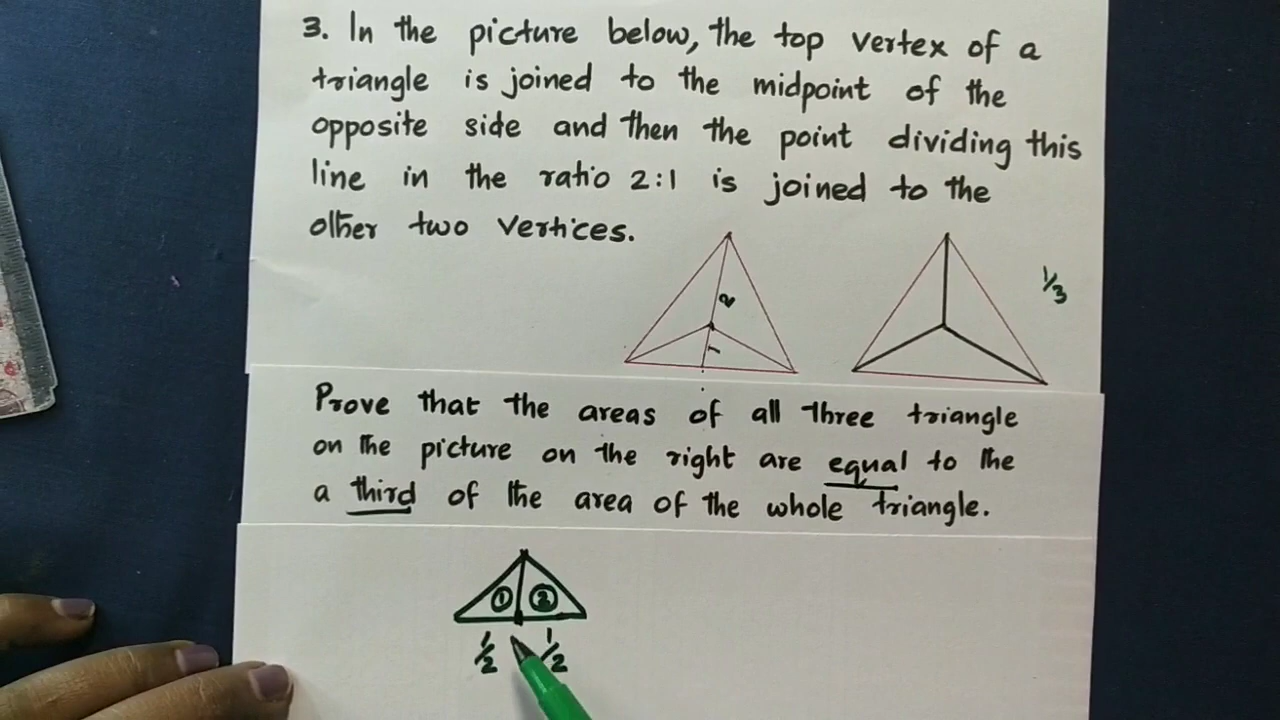 3. In the picture below, the top vertex of a
triangle is joined to the midpoint of the
opposite side and then the point dividing this
line in the ratio 2:1 is joined to the
other two vertices.
2
1
1/3
Prove that the areas of all three triangle
on the picture on the right are equal to the
a third of the area of the whole triangle.
① ②
1/2 1/2